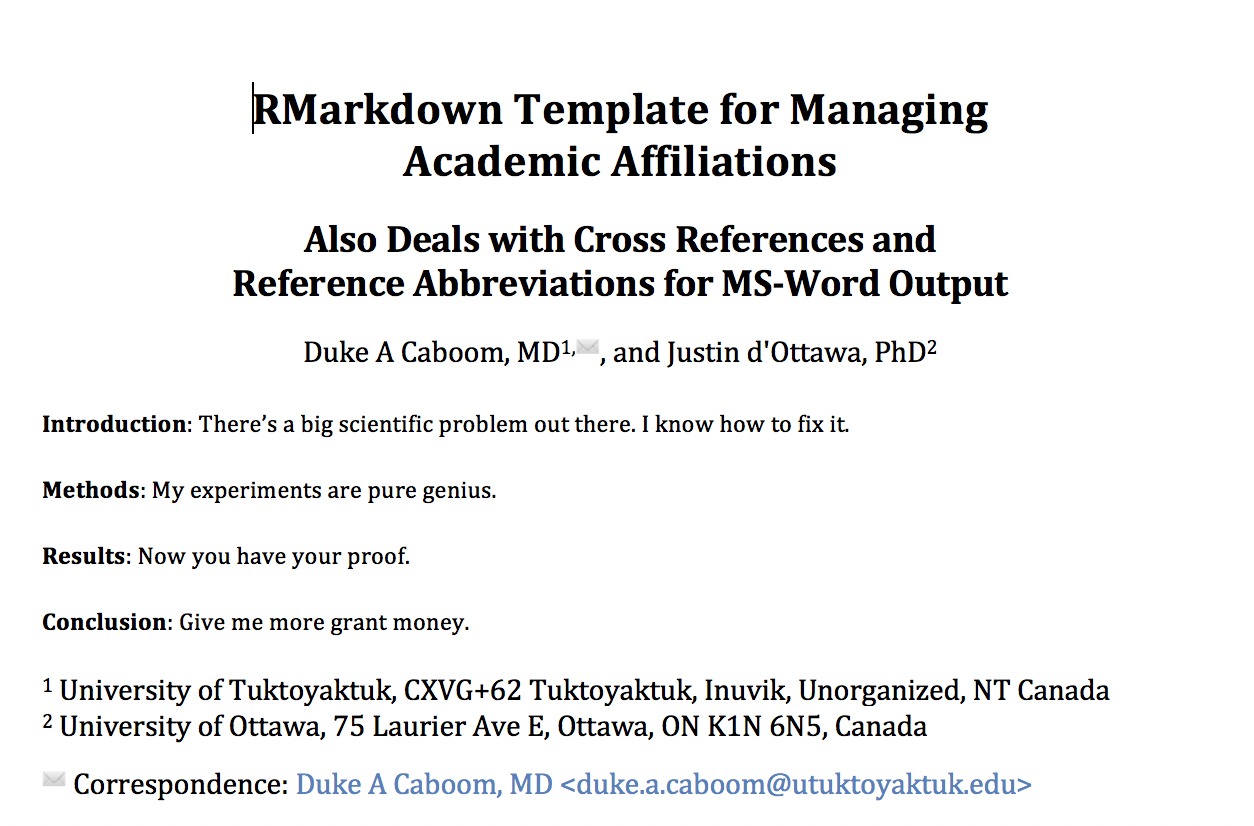 RMarkdown Template for Managing
Academic Affiliations
Also Deals with Cross References and
Reference Abbreviations for MS-Word Output
Duke A Caboom, MD1,✉, and Justin d'Ottawa, PhD2
Introduction: There’s a big scientific problem out there. I know how to fix it.
Methods: My experiments are pure genius.
Results: Now you have your proof.
Conclusion: Give me more grant money.
1 University of Tuktoyaktuk, CXVG+62 Tuktoyaktuk, Inuvik, Unorganized, NT Canada
2 University of Ottawa, 75 Laurier Ave E, Ottawa, ON K1N 6N5, Canada
✉ Correspondence: Duke A Caboom, MD <duke.a.caboom@utuktoyaktuk.edu>